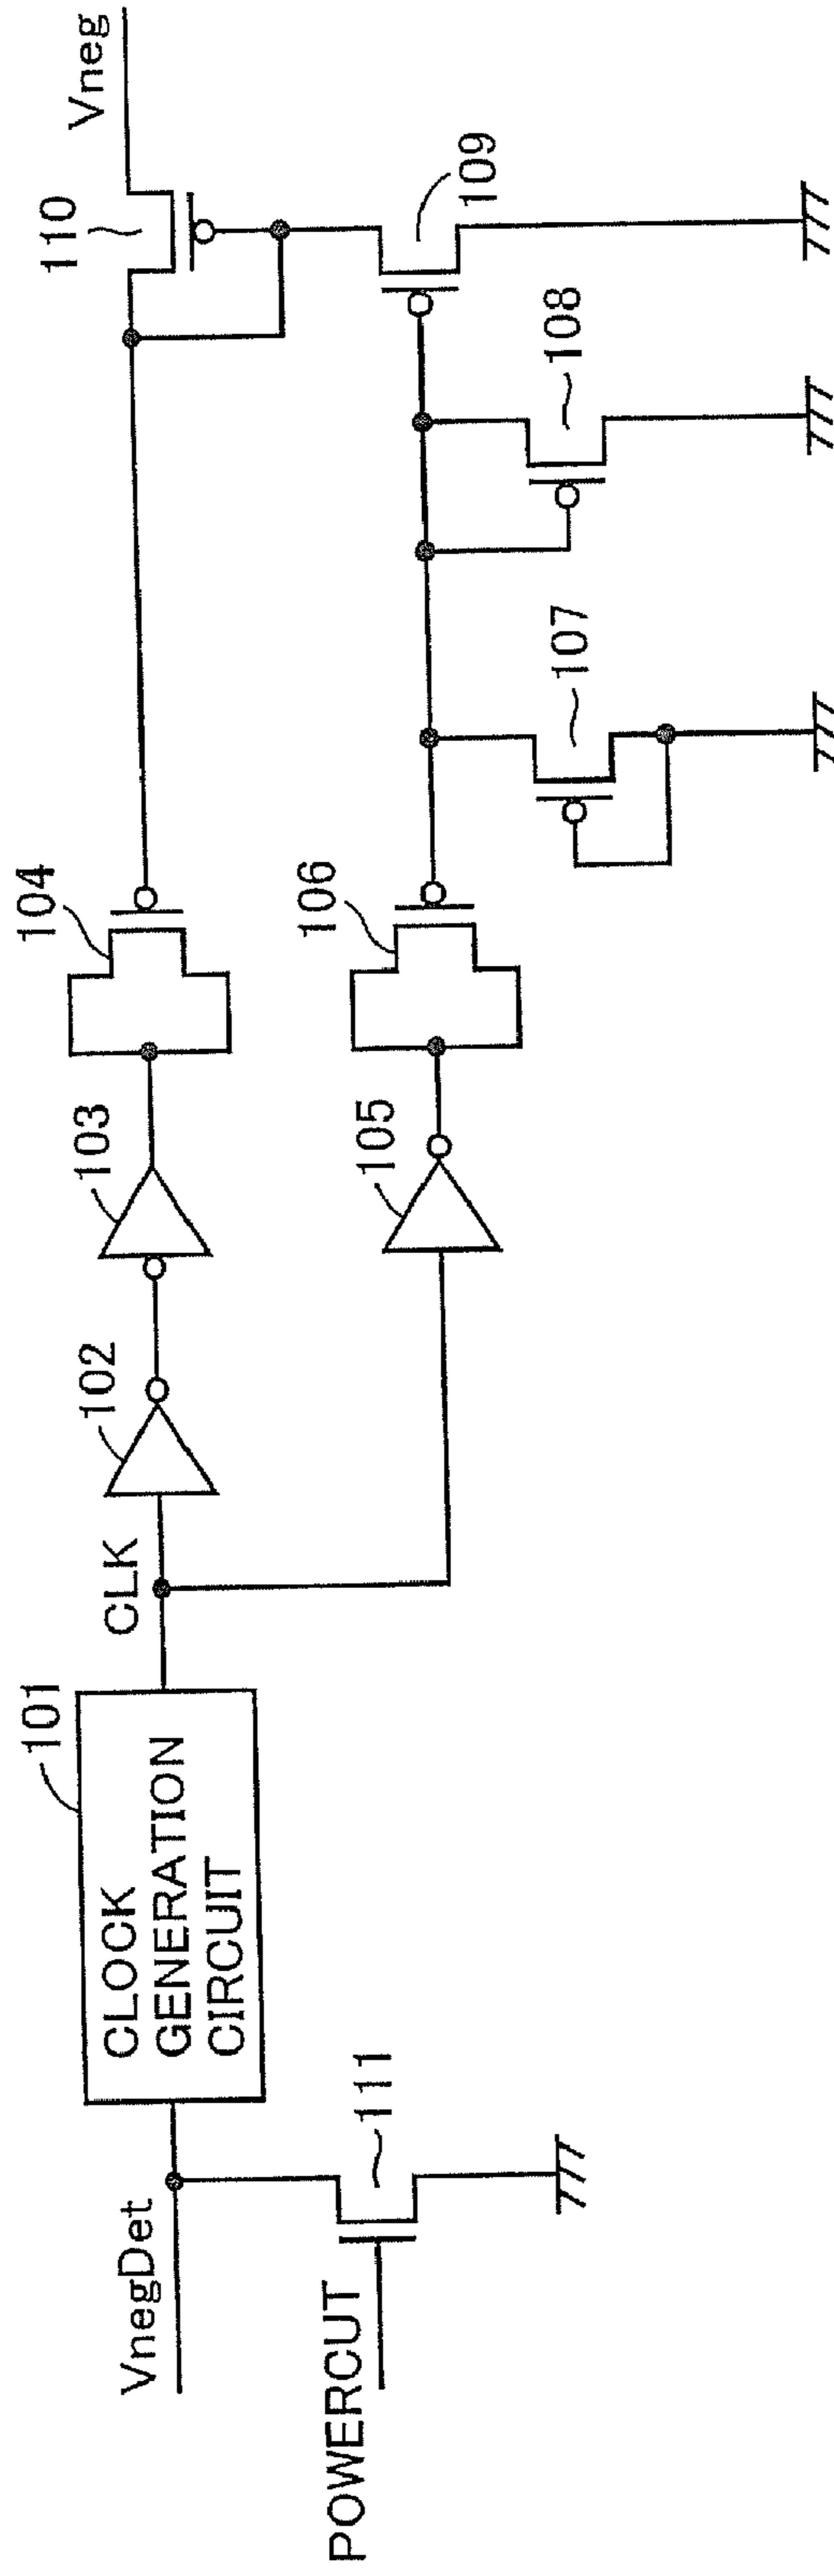 VnegDet
POWERCUT
111
101
CLOCK
GENERATION
CIRCUIT
CLK
102
103
104
105
106
107
108
109
110
Vneg